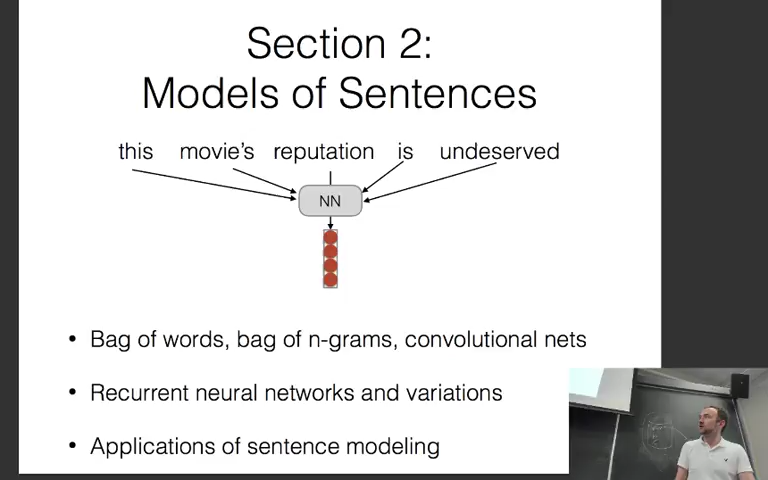 Section 2:
Models of Sentences
this movie's reputation is undeserved
NN
• Bag of words, bag of n-grams, convolutional nets
• Recurrent neural networks and variations
• Applications of sentence modeling